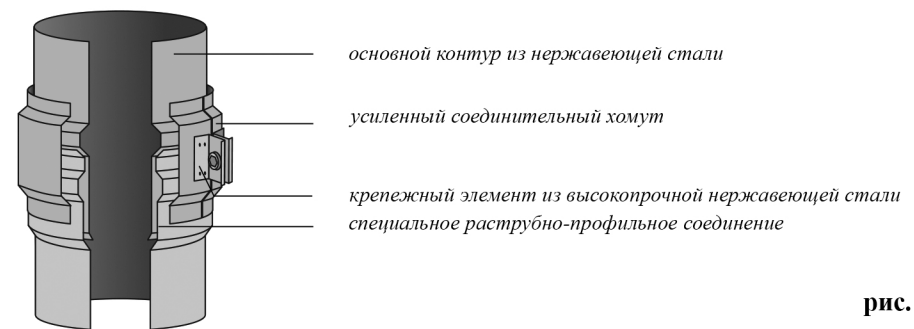 основной контур из нержавеющей стали
усиленный соединительный хомут
крепежный элемент из высокопрочной нержавеющей стали
специальное раструбно-профильное соединение
рис.